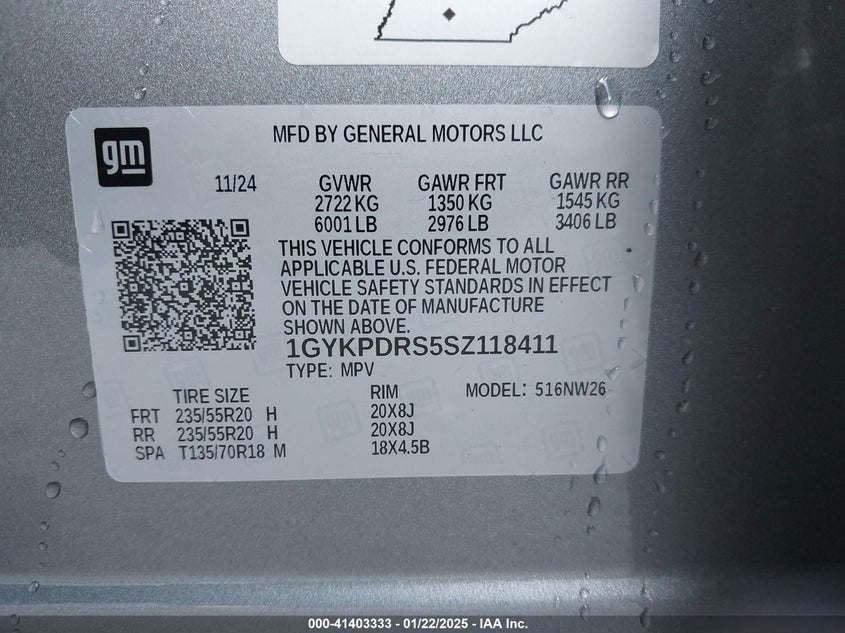 gm
MFD BY GENERAL MOTORS LLC
11/24 GVWR GAWR FRT GAWR RR
2722 KG 1350 KG 1545 KG
6001 LB 2976 LB 3406 LB
THIS VEHICLE CONFORMS TO ALL
APPLICABLE U.S. FEDERAL MOTOR
VEHICLE SAFETY STANDARDS IN EFFECT
ON THE DATE OF MANUFACTURE
SHOWN ABOVE.
1GYKPDRS5SZ118411
TYPE: MPV
TIRE SIZE RIM MODEL: 516NW26
FRT 235/55R20 H 20X8J
RR 235/55R20 H 20X8J
SPA T135/70R18 M 18X4.5B
000-41403333 - 01/22/2025 - IAA Inc.